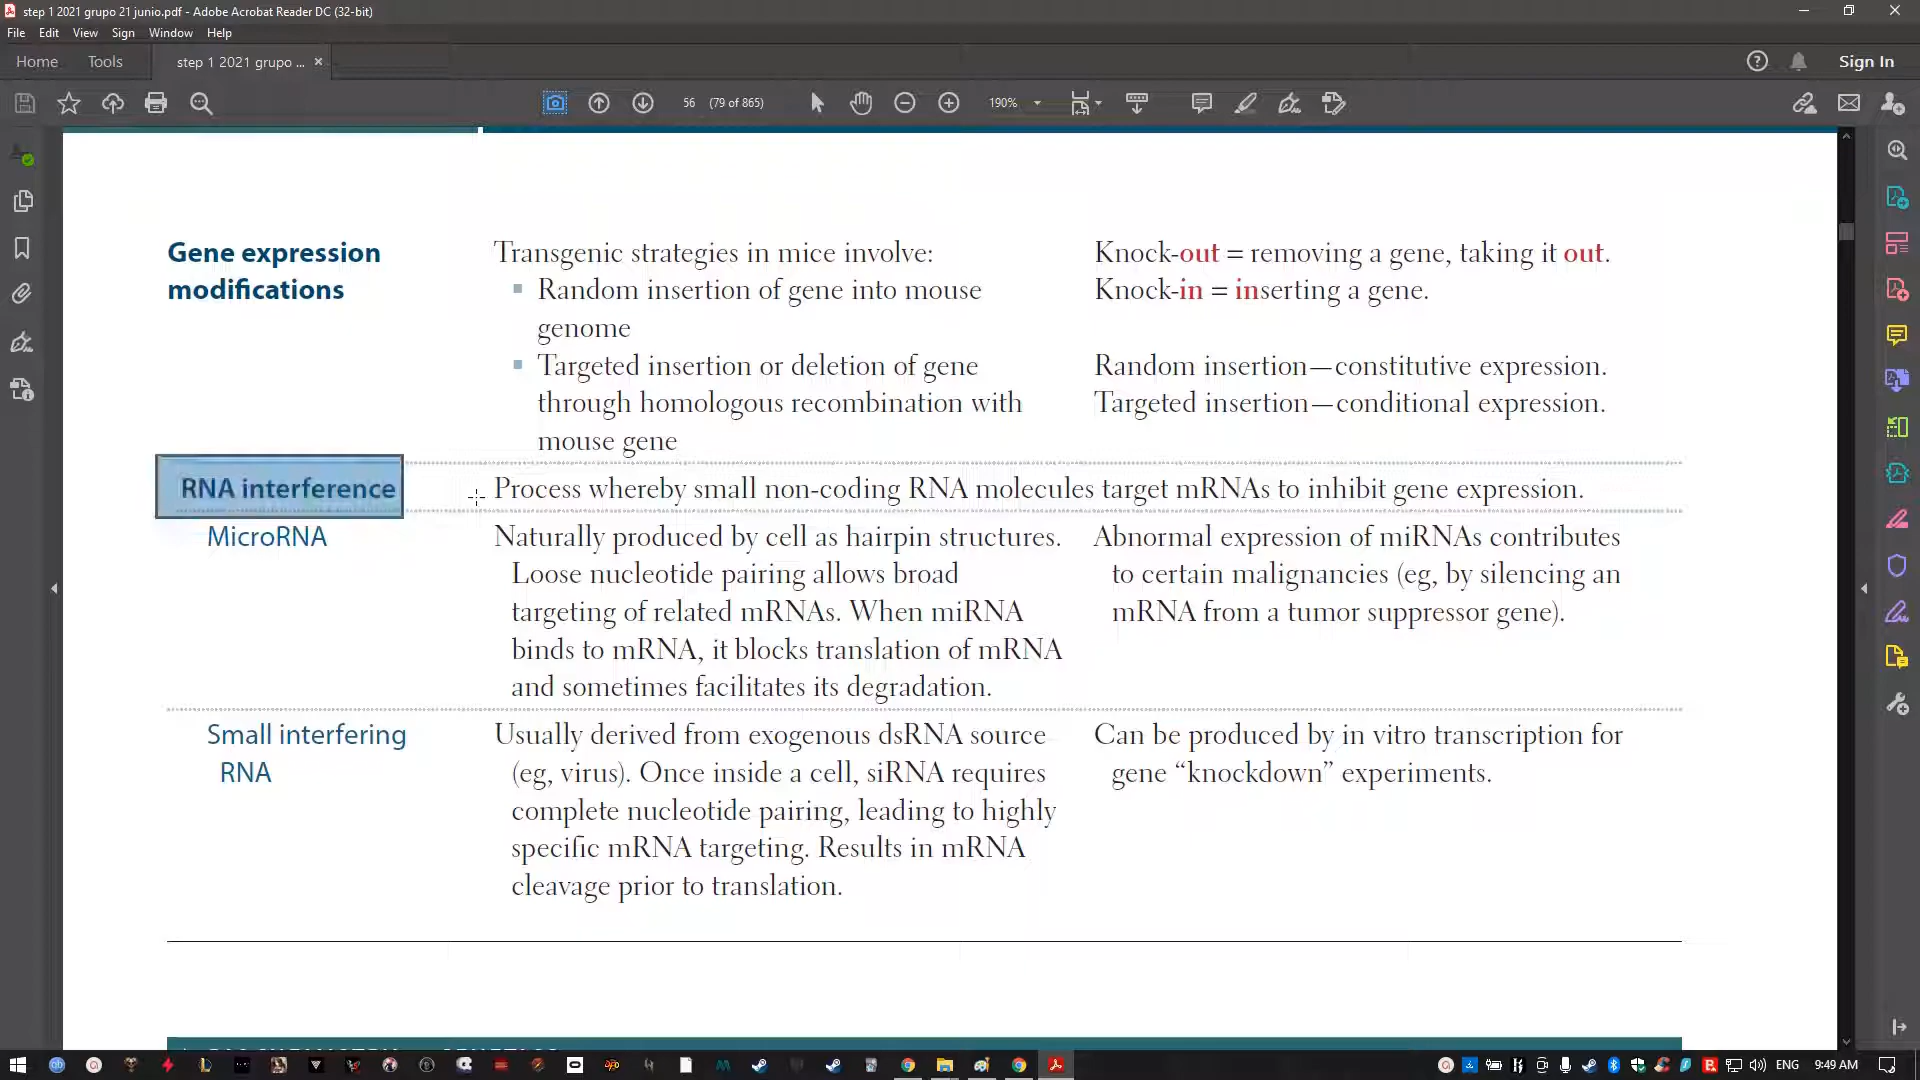 step 1 2021 grupo 21 junio.pdf - Adobe Acrobat Reader DC (32-bit)
File Edit View Sign Window Help
Home Tools step 1 2021 grupo ... × Sign In
56 (79 of 865) 190%
Gene expression
modifications
Transgenic strategies in mice involve:
Random insertion of gene into mouse
genome
Targeted insertion or deletion of gene
through homologous recombination with
mouse gene
Knock-out = removing a gene, taking it out.
Knock-in = inserting a gene.
Random insertion—constitutive expression.
Targeted insertion—conditional expression.
RNA interference
Process whereby small non-coding RNA molecules target mRNAs to inhibit gene expression.
MicroRNA
Naturally produced by cell as hairpin structures.
Loose nucleotide pairing allows broad
targeting of related mRNAs. When miRNA
binds to mRNA, it blocks translation of mRNA
and sometimes facilitates its degradation.
Abnormal expression of miRNAs contributes
to certain malignancies (eg, by silencing an
mRNA from a tumor suppressor gene).
Small interfering
RNA
Usually derived from exogenous dsRNA source
(eg, virus). Once inside a cell, siRNA requires
complete nucleotide pairing, leading to highly
specific mRNA targeting. Results in mRNA
cleavage prior to translation.
Can be produced by in vitro transcription for
gene “knockdown” experiments.
ENG 9:49 AM